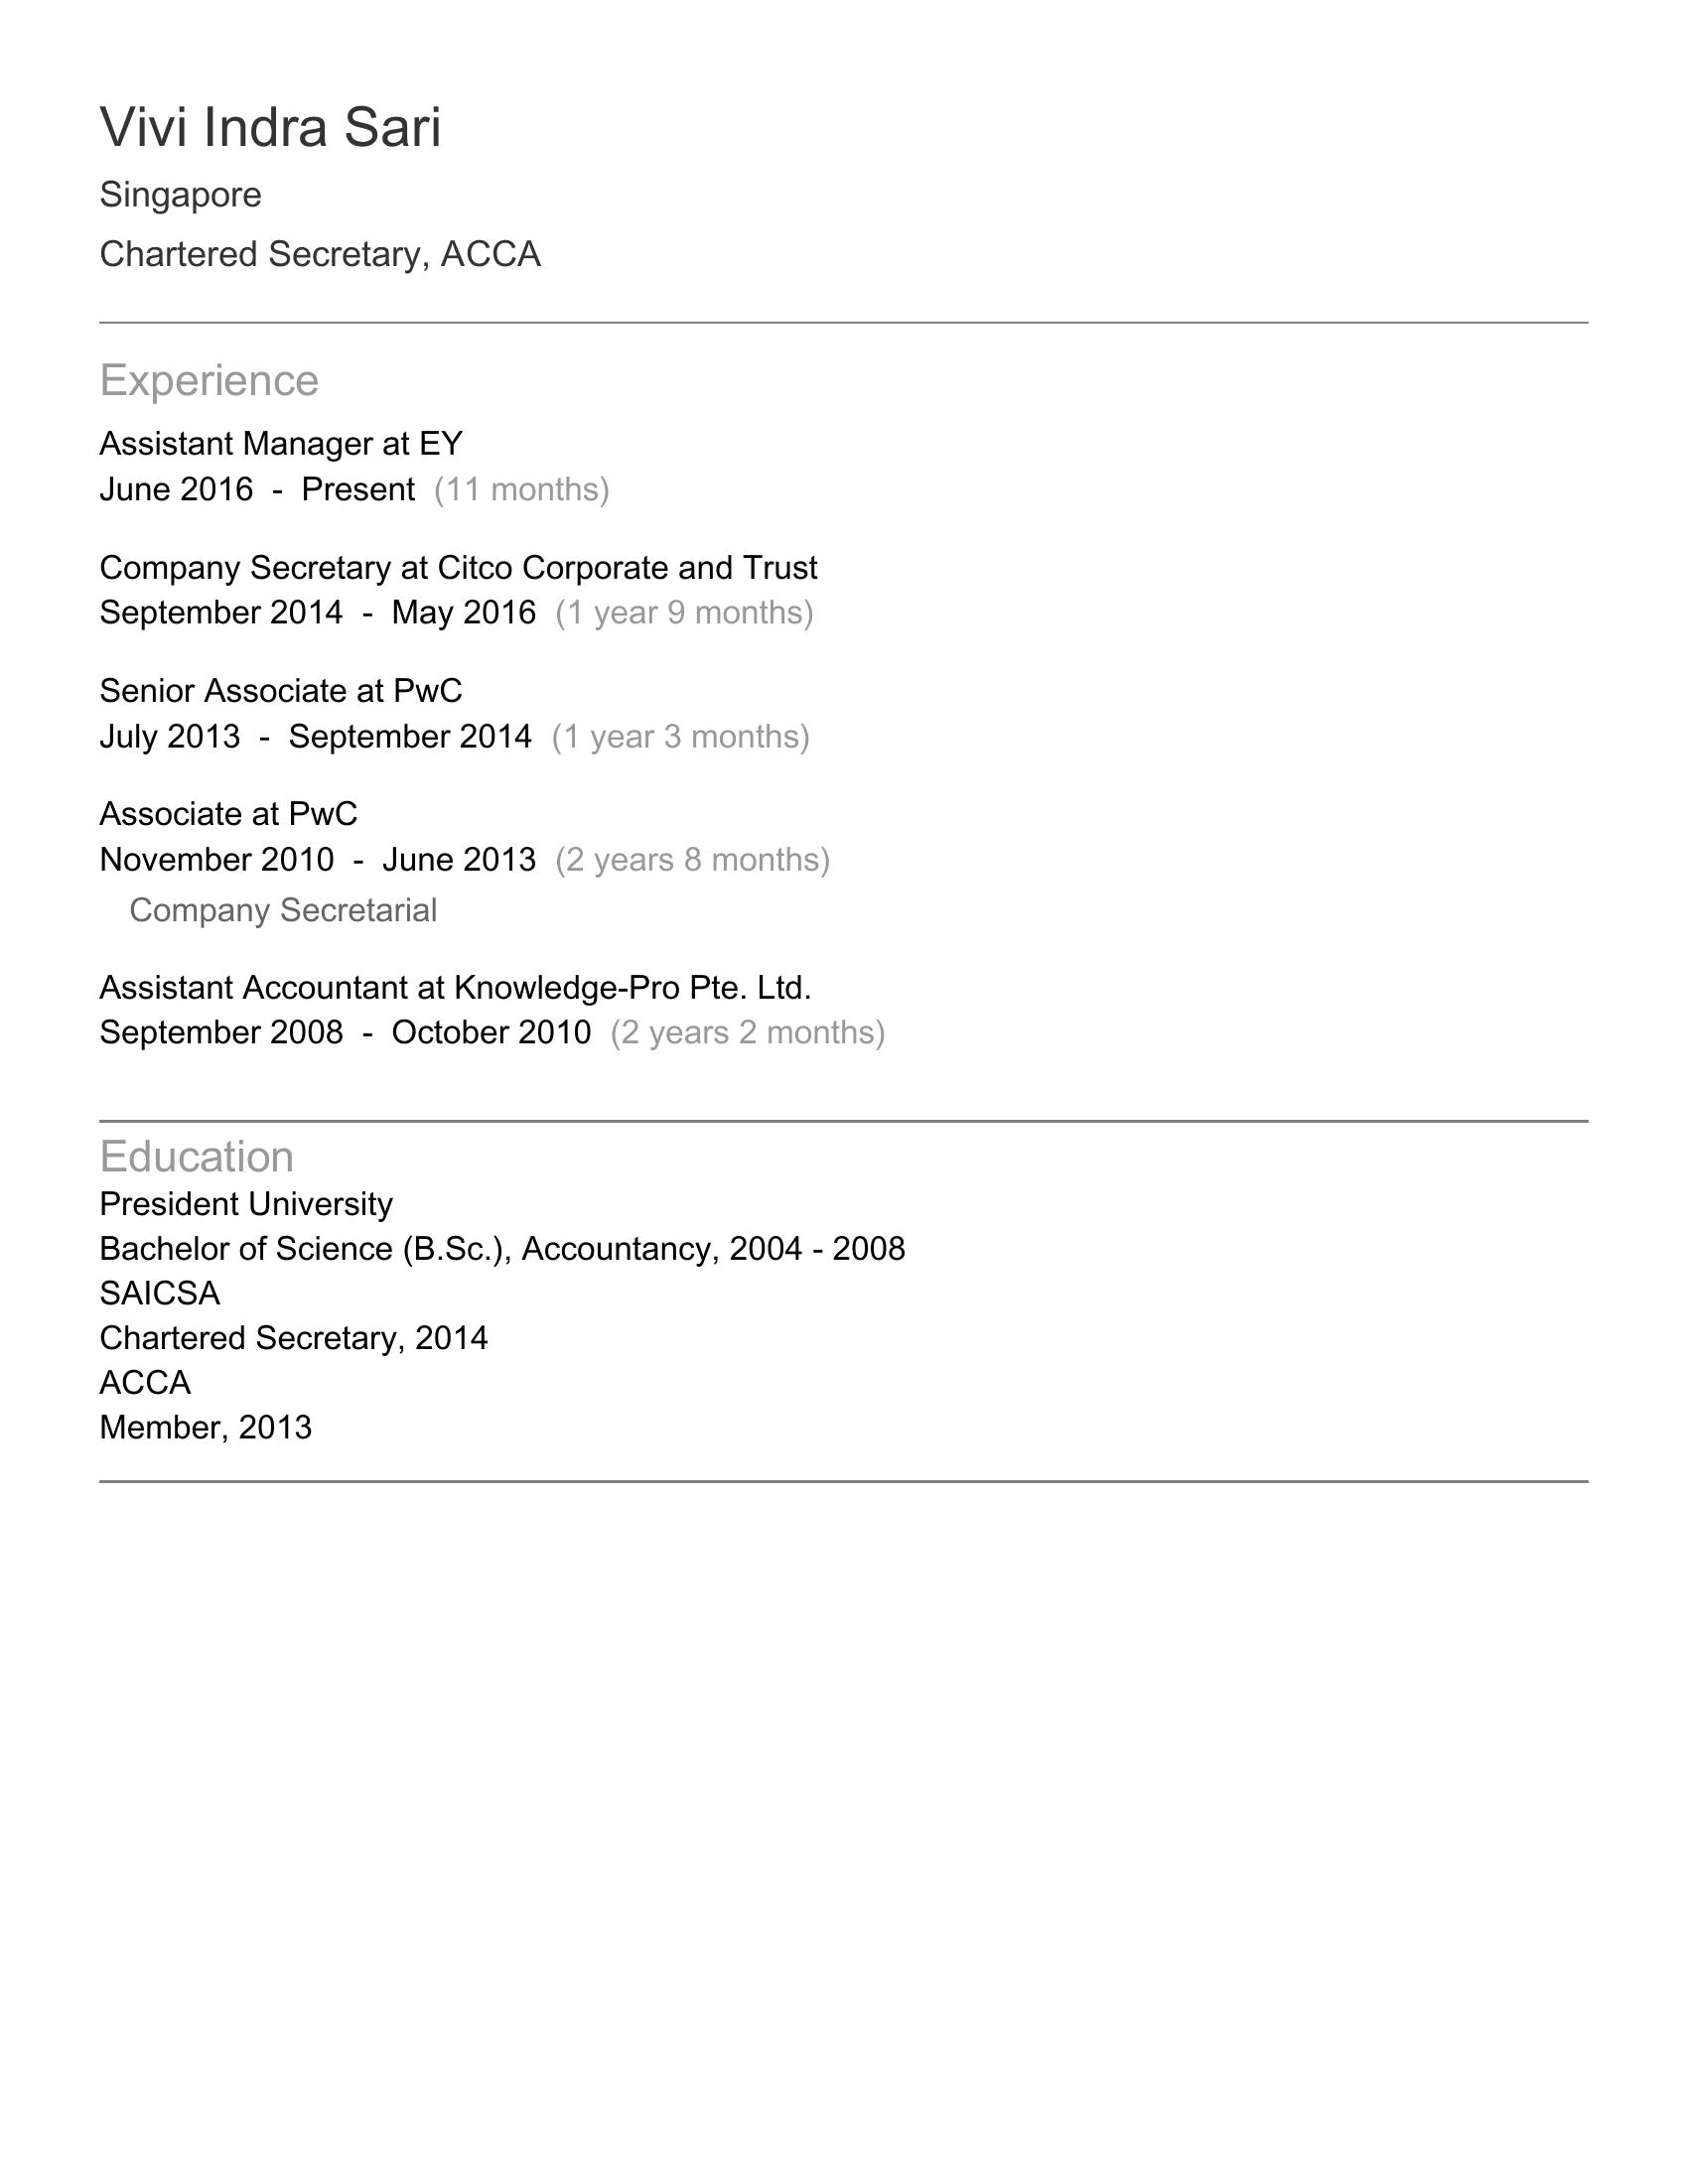 Vivi Indra Sari
Singapore
Chartered Secretary, ACCA
Experience
Assistant Manager at EY
June 2016 - Present (11 months)
Company Secretary at Citco Corporate and Trust
September 2014 - May 2016 (1 year 9 months)
Senior Associate at PwC
July 2013 - September 2014 (1 year 3 months)
Associate at PwC
November 2010 - June 2013 (2 years 8 months)
Company Secretarial
Assistant Accountant at Knowledge-Pro Pte. Ltd.
September 2008 - October 2010 (2 years 2 months)
Education
President University
Bachelor of Science (B.Sc.), Accountancy, 2004 - 2008
SAICSA
Chartered Secretary, 2014
ACCA
Member, 2013